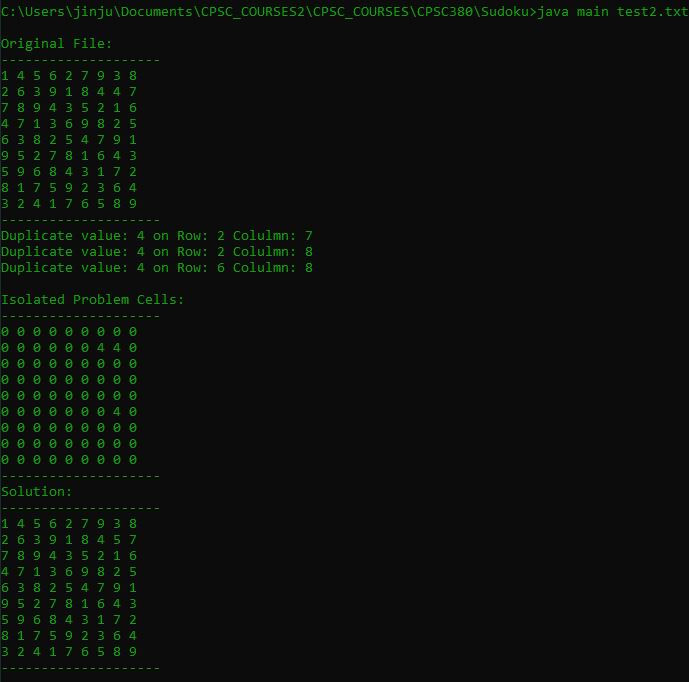 C:\Users\jinju\Documents\CPSC_COURSES2\CPSC_COURSES\CPSC380\Sudoku>java main test2.txt
Original File:
--------------------
1 4 5 6 2 7 9 3 8
2 6 3 9 1 8 4 4 7
7 8 9 4 3 5 2 1 6
4 7 1 3 6 9 8 2 5
6 3 8 2 5 4 7 9 1
9 5 2 7 8 1 6 4 3
5 9 6 8 4 3 1 7 2
8 1 7 5 9 2 3 6 4
3 2 4 1 7 6 5 8 9
--------------------
Duplicate value: 4 on Row: 2 Colulmn: 7
Duplicate value: 4 on Row: 2 Colulmn: 8
Duplicate value: 4 on Row: 6 Colulmn: 8
Isolated Problem Cells:
--------------------
0 0 0 0 0 0 0 0 0
0 0 0 0 0 0 4 4 0
0 0 0 0 0 0 0 0 0
0 0 0 0 0 0 0 0 0
0 0 0 0 0 0 0 0 0
0 0 0 0 0 0 0 4 0
0 0 0 0 0 0 0 0 0
0 0 0 0 0 0 0 0 0
0 0 0 0 0 0 0 0 0
--------------------
Solution:
--------------------
1 4 5 6 2 7 9 3 8
2 6 3 9 1 8 4 5 7
7 8 9 4 3 5 2 1 6
4 7 1 3 6 9 8 2 5
6 3 8 2 5 4 7 9 1
9 5 2 7 8 1 6 4 3
5 9 6 8 4 3 1 7 2
8 1 7 5 9 2 3 6 4
3 2 4 1 7 6 5 8 9
--------------------